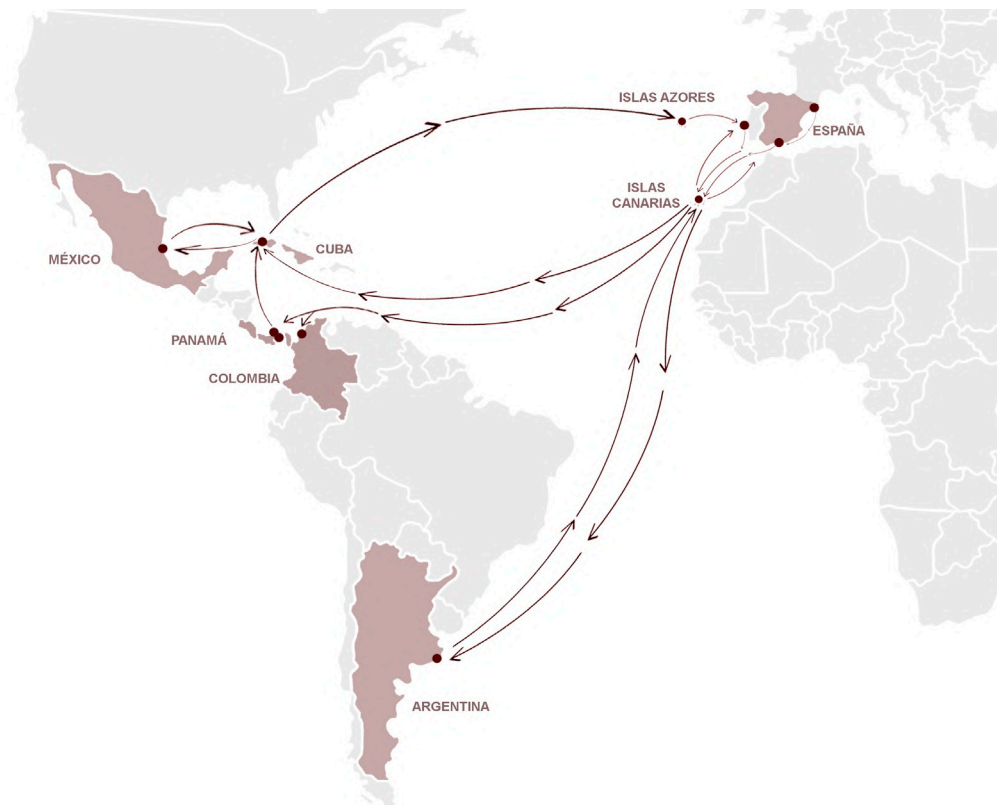 ISLAS AZORES
ESPAÑA
ISLAS
CANARIAS
CUBA
MÉXICO
PANAMÁ
COLOMBIA
ARGENTINA